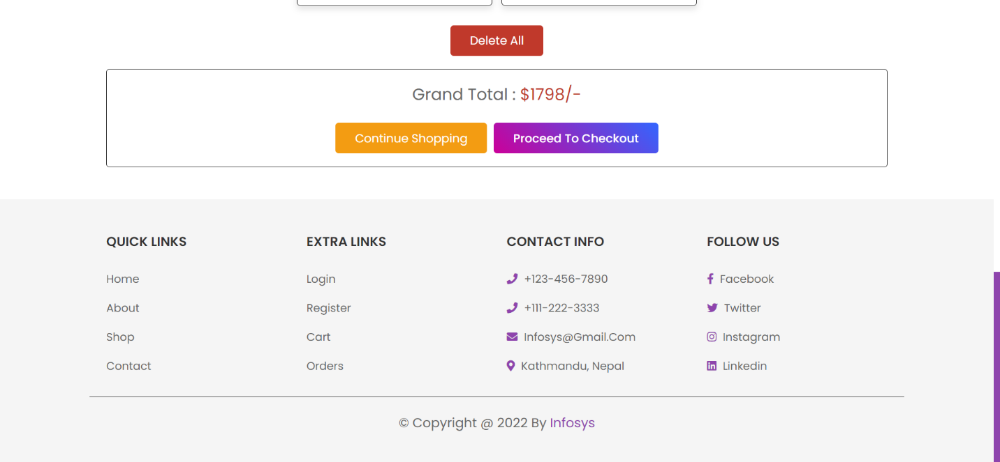 Delete All
Grand Total : $1798/-
Continue Shopping
Proceed To Checkout
QUICK LINKS
Home
About
Shop
Contact
EXTRA LINKS
Login
Register
Cart
Orders
CONTACT INFO
+123-456-7890
+111-222-3333
Infosys@Gmail.Com
Kathmandu, Nepal
FOLLOW US
Facebook
Twitter
Instagram
Linkedin
© Copyright @ 2022 By Infosys